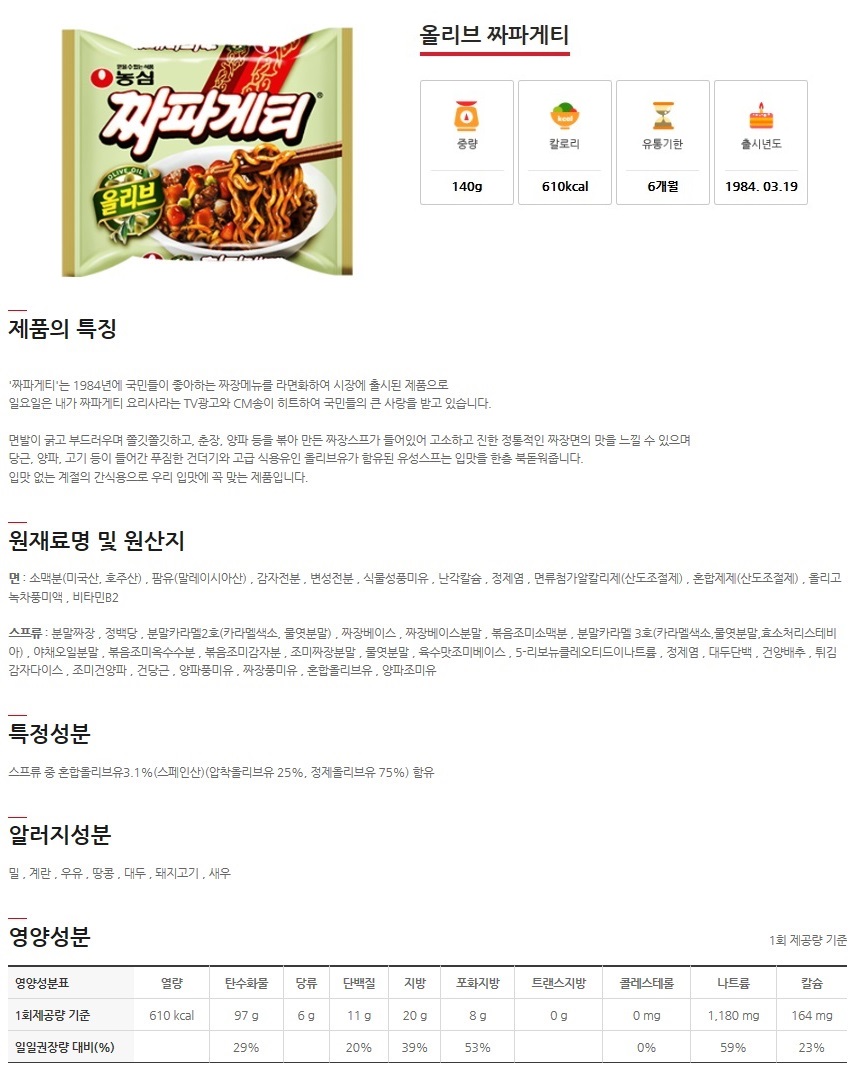 맛을 아는 식품
농심
짜파게티
OLIVE OIL
올리브
올리브 짜파게티
중량
kcal
칼로리
유통기한
출시년도
140g
610kcal
6개월
1984. 03.19
제품의 특징
'짜파게티'는 1984년에 국민들이 좋아하는 짜장메뉴를 라면화하여 시장에 출시된 제품으로
일요일은 내가 짜파게티 요리사라는 TV광고와 CM송이 히트하여 국민들의 큰 사랑을 받고 있습니다.
면발이 굵고 부드러우며 쫄깃쫄깃하고, 춘장, 양파 등을 볶아 만든 짜장스프가 들어있어 고소하고 진한 정통적인 짜장면의 맛을 느낄 수 있으며
당근, 양파, 고기 등이 들어간 푸짐한 건더기와 고급 식용유인 올리브유가 함유된 유성스프는 입맛을 한층 북돋워줍니다.
입맛 없는 계절의 간식용으로 우리 입맛에 꼭 맞는 제품입니다.
원재료명 및 원산지
면 : 소맥분(미국산, 호주산) , 팜유(말레이시아산) , 감자전분 , 변성전분 , 식물성풍미유 , 난각칼슘 , 정제염 , 면류첨가알칼리제(산도조절제) , 혼합제제(산도조절제) , 올리고
녹차풍미액 , 비타민B2
스프류 : 분말짜장 , 정백당 , 분말카라멜2호(카라멜색소, 물엿분말) , 짜장베이스 , 짜장베이스분말 , 볶음조미소맥분 , 분말카라멜 3호(카라멜색소,물엿분말,효소처리스테비
아) , 야채오일분말 , 볶음조미옥수수분 , 볶음조미감자분 , 조미짜장분말 , 물엿분말 , 육수맛조미베이스 , 5-리보뉴클레오티드이나트륨 , 정제염 , 대두단백 , 건양배추 , 튀김
감자다이스 , 조미건양파 , 건당근 , 양파풍미유 , 짜장풍미유 , 혼합올리브유 , 양파조미유
특정성분
스프류 중 혼합올리브유3.1%(스페인산)(압착올리브유 25%, 정제올리브유 75%) 함유
알러지성분
밀 , 계란 , 우유 , 땅콩 , 대두 , 돼지고기 , 새우
영양성분
1회 제공량 기준
영양성분표 열량 탄수화물 당류 단백질 지방 포화지방 트랜스지방 콜레스테롤 나트륨 칼슘
1회제공량 기준 610 kcal 97 g 6 g 11 g 20 g 8 g 0 g 0 mg 1,180 mg 164 mg
일일권장량 대비(%) 29% 20% 39% 53% 0% 59% 23%